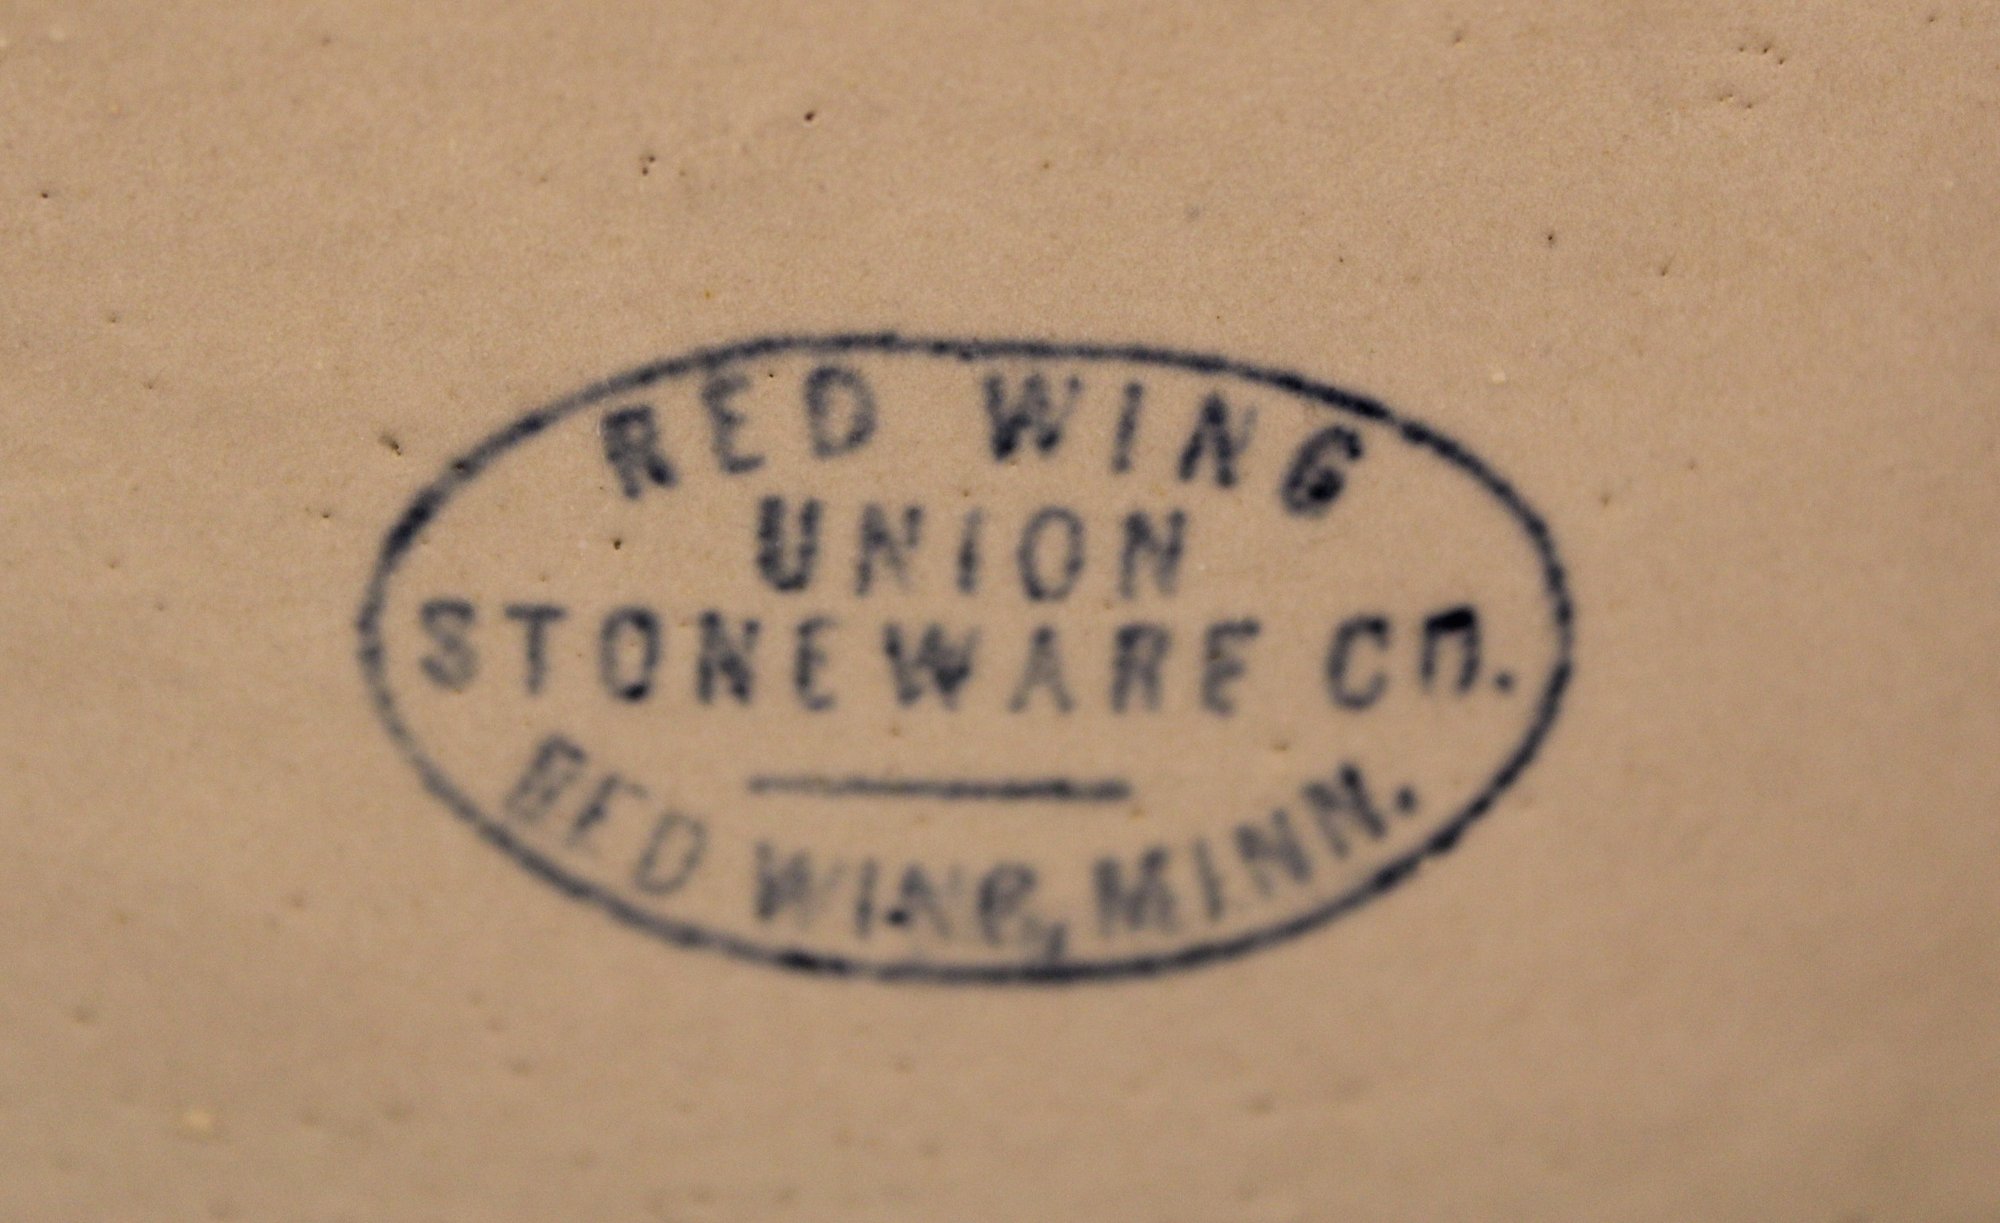 RED WING
UNION
STONEWARE CO.
RED WING, MINN.